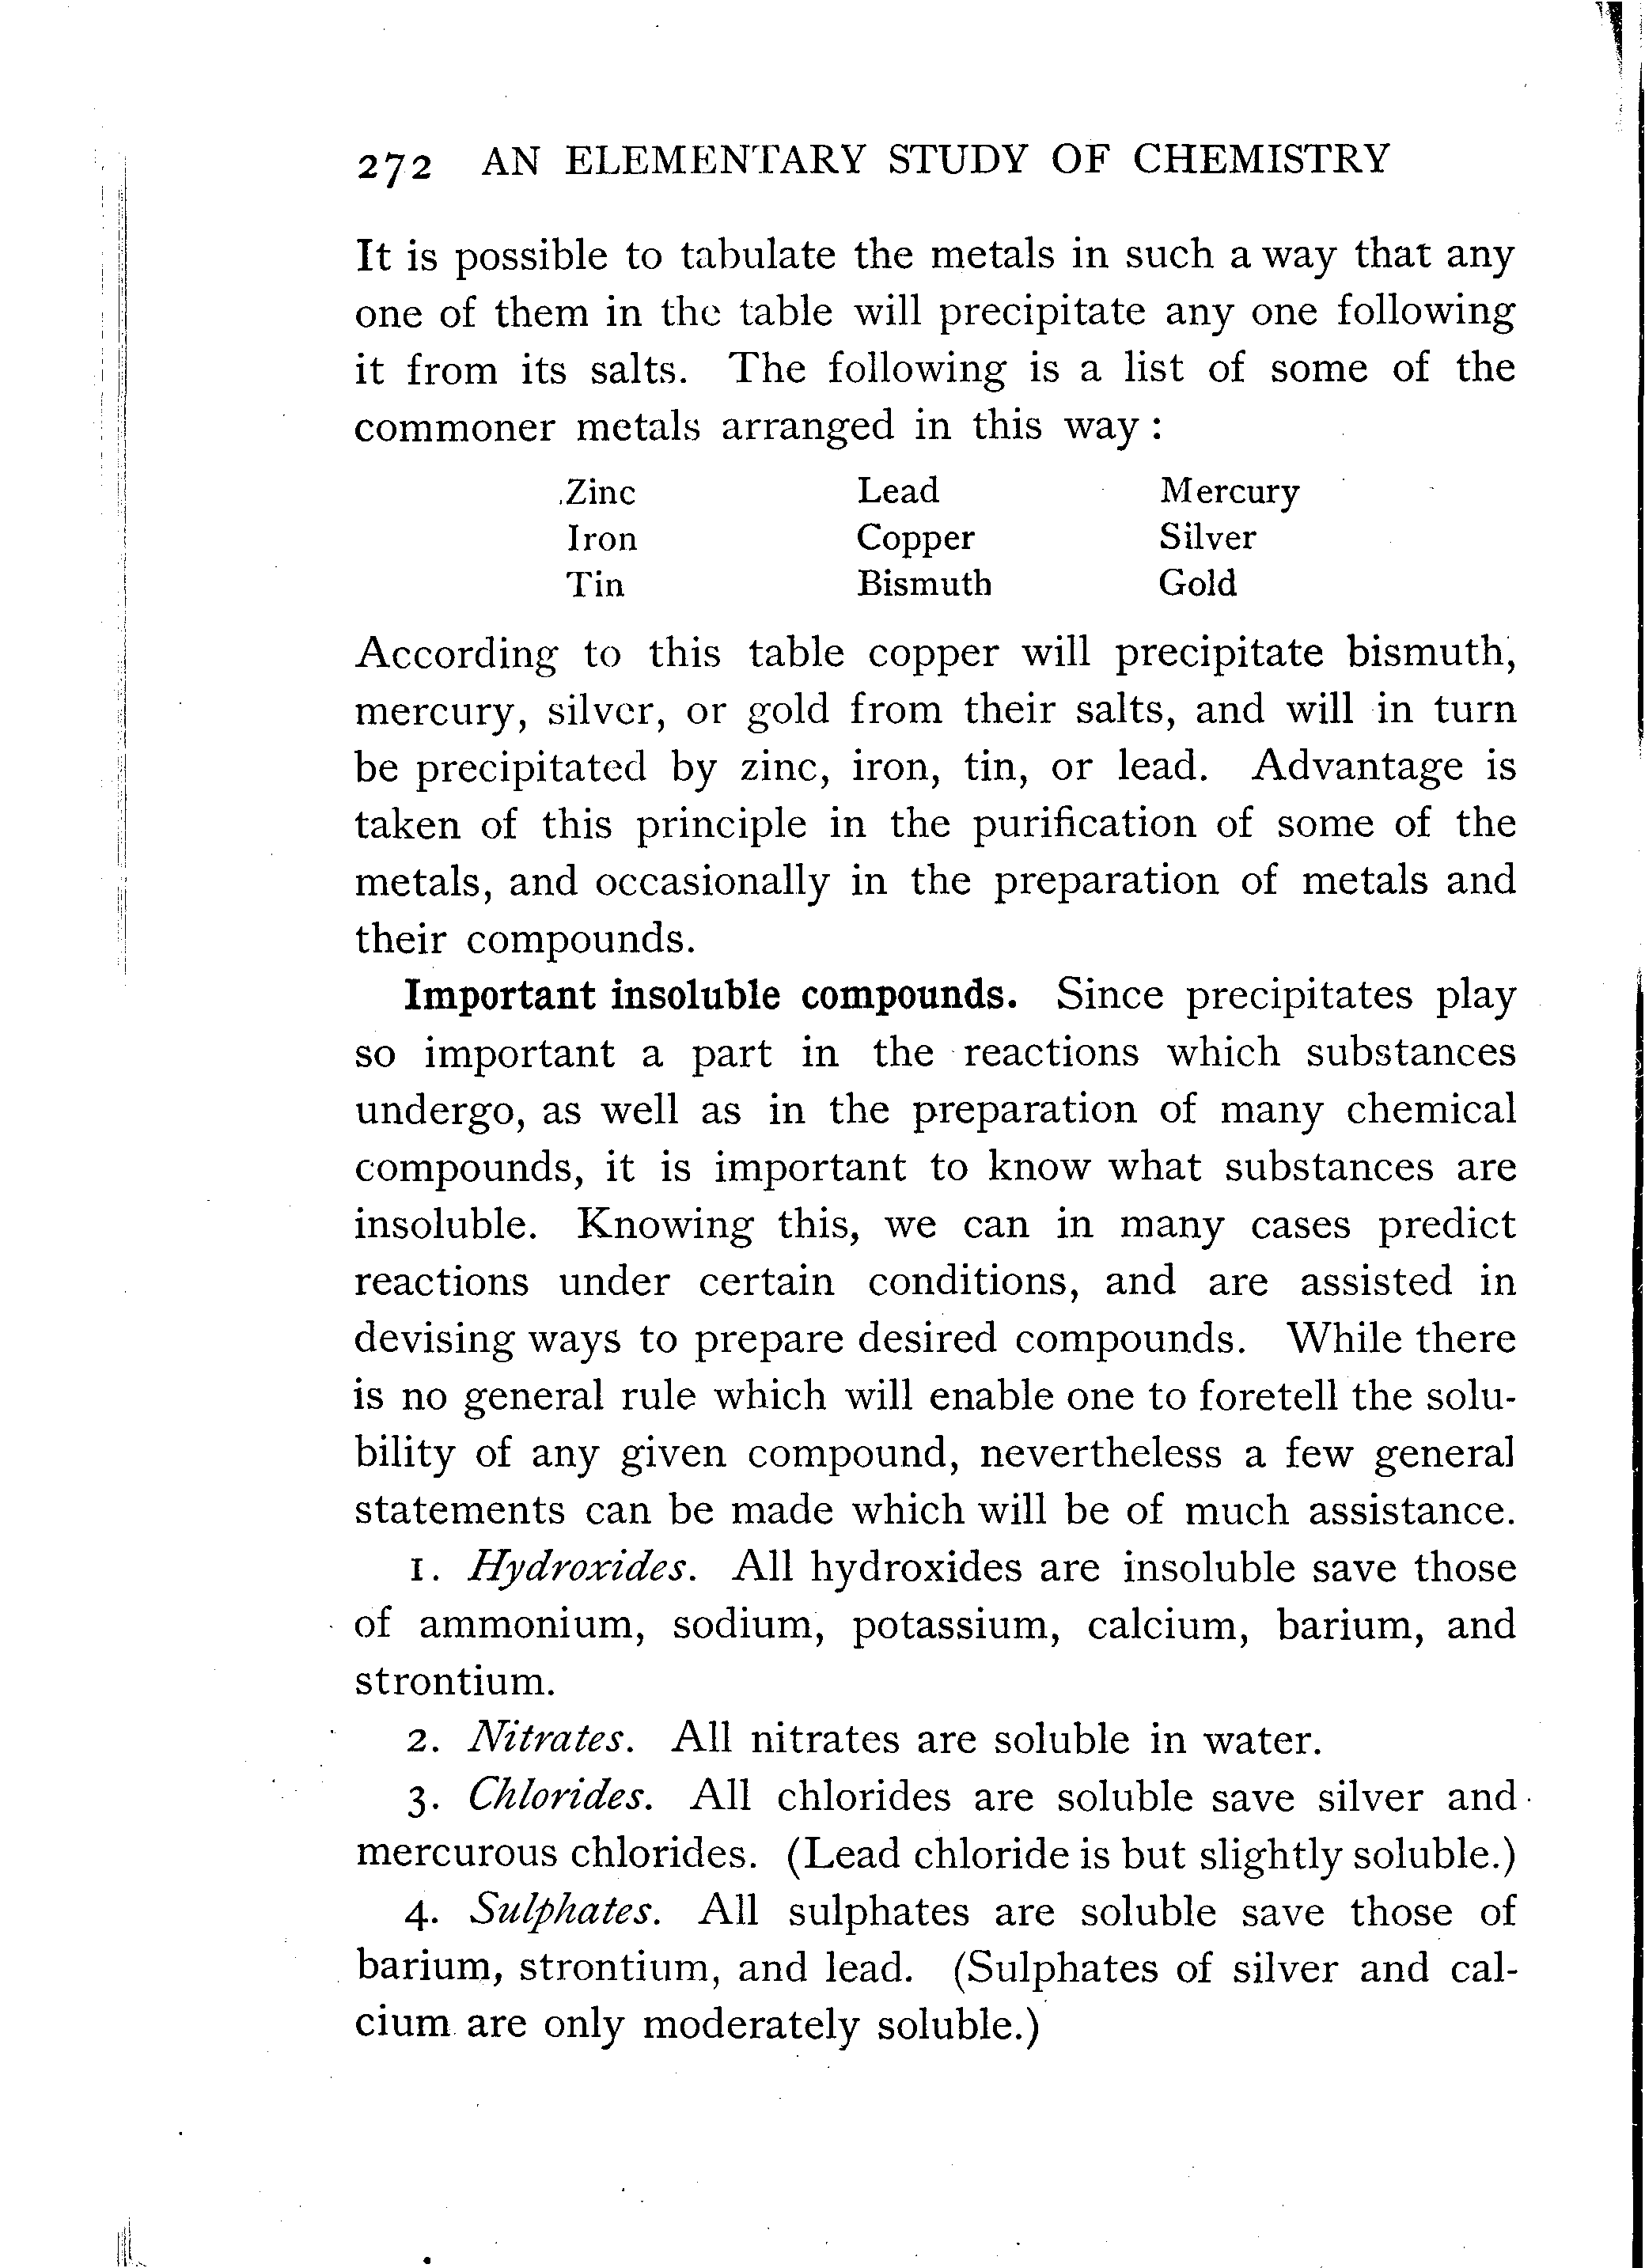 272 AN ELEMENTARY STUDY OF CHEMISTRY
It is possible to tabulate the metals in such a way that any
one of them in the table will precipitate any one following
it from its salts. The following is a list of some of the
commoner metals arranged in this way :
Zinc Lead Mercury
Iron Copper Silver
Tin Bismuth Gold
According to this table copper will precipitate bismuth,
mercury, silver, or gold from their salts, and will in turn
be precipitated by zinc, iron, tin, or lead. Advantage is
taken of this principle in the purification of some of the
metals, and occasionally in the preparation of metals and
their compounds.
Important insoluble compounds. Since precipitates play
so important a part in the reactions which substances
undergo, as well as in the preparation of many chemical
compounds, it is important to know what substances are
insoluble. Knowing this, we can in many cases predict
reactions under certain conditions, and are assisted in
devising ways to prepare desired compounds. While there
is no general rule which will enable one to foretell the solu-
bility of any given compound, nevertheless a few general
statements can be made which will be of much assistance.
1. Hydroxides. All hydroxides are insoluble save those
of ammonium, sodium, potassium, calcium, barium, and
strontium.
2. Nitrates. All nitrates are soluble in water.
3. Chlorides. All chlorides are soluble save silver and
mercurous chlorides. (Lead chloride is but slightly soluble.)
4. Sulphates. All sulphates are soluble save those of
barium, strontium, and lead. (Sulphates of silver and cal-
cium are only moderately soluble.)